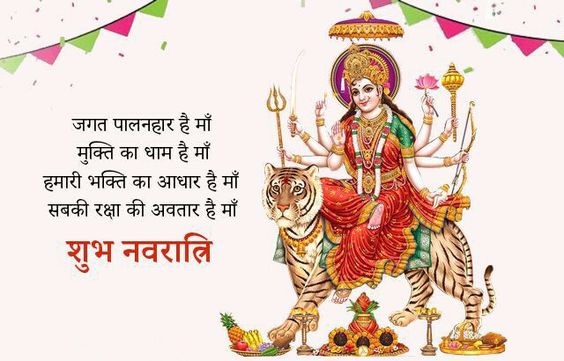 जगत पालनहार है माँ
मुक्ति का धाम है माँ
हमारी भक्ति का आधार है माँ
सबकी रक्षा की अवतार है माँ
शुभ नवरात्रि